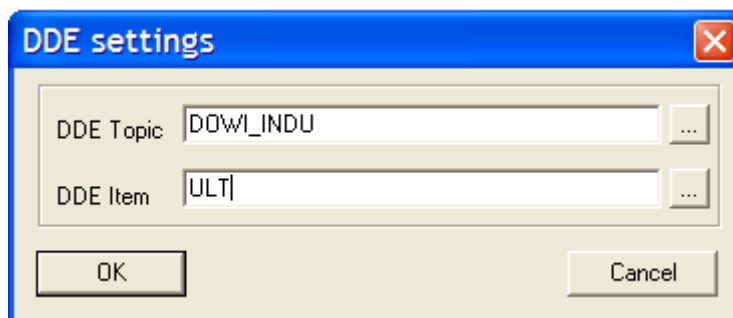 DDE settings
DDE Topic DOWI_INDU ...
DDE Item ULT ...
OK Cancel